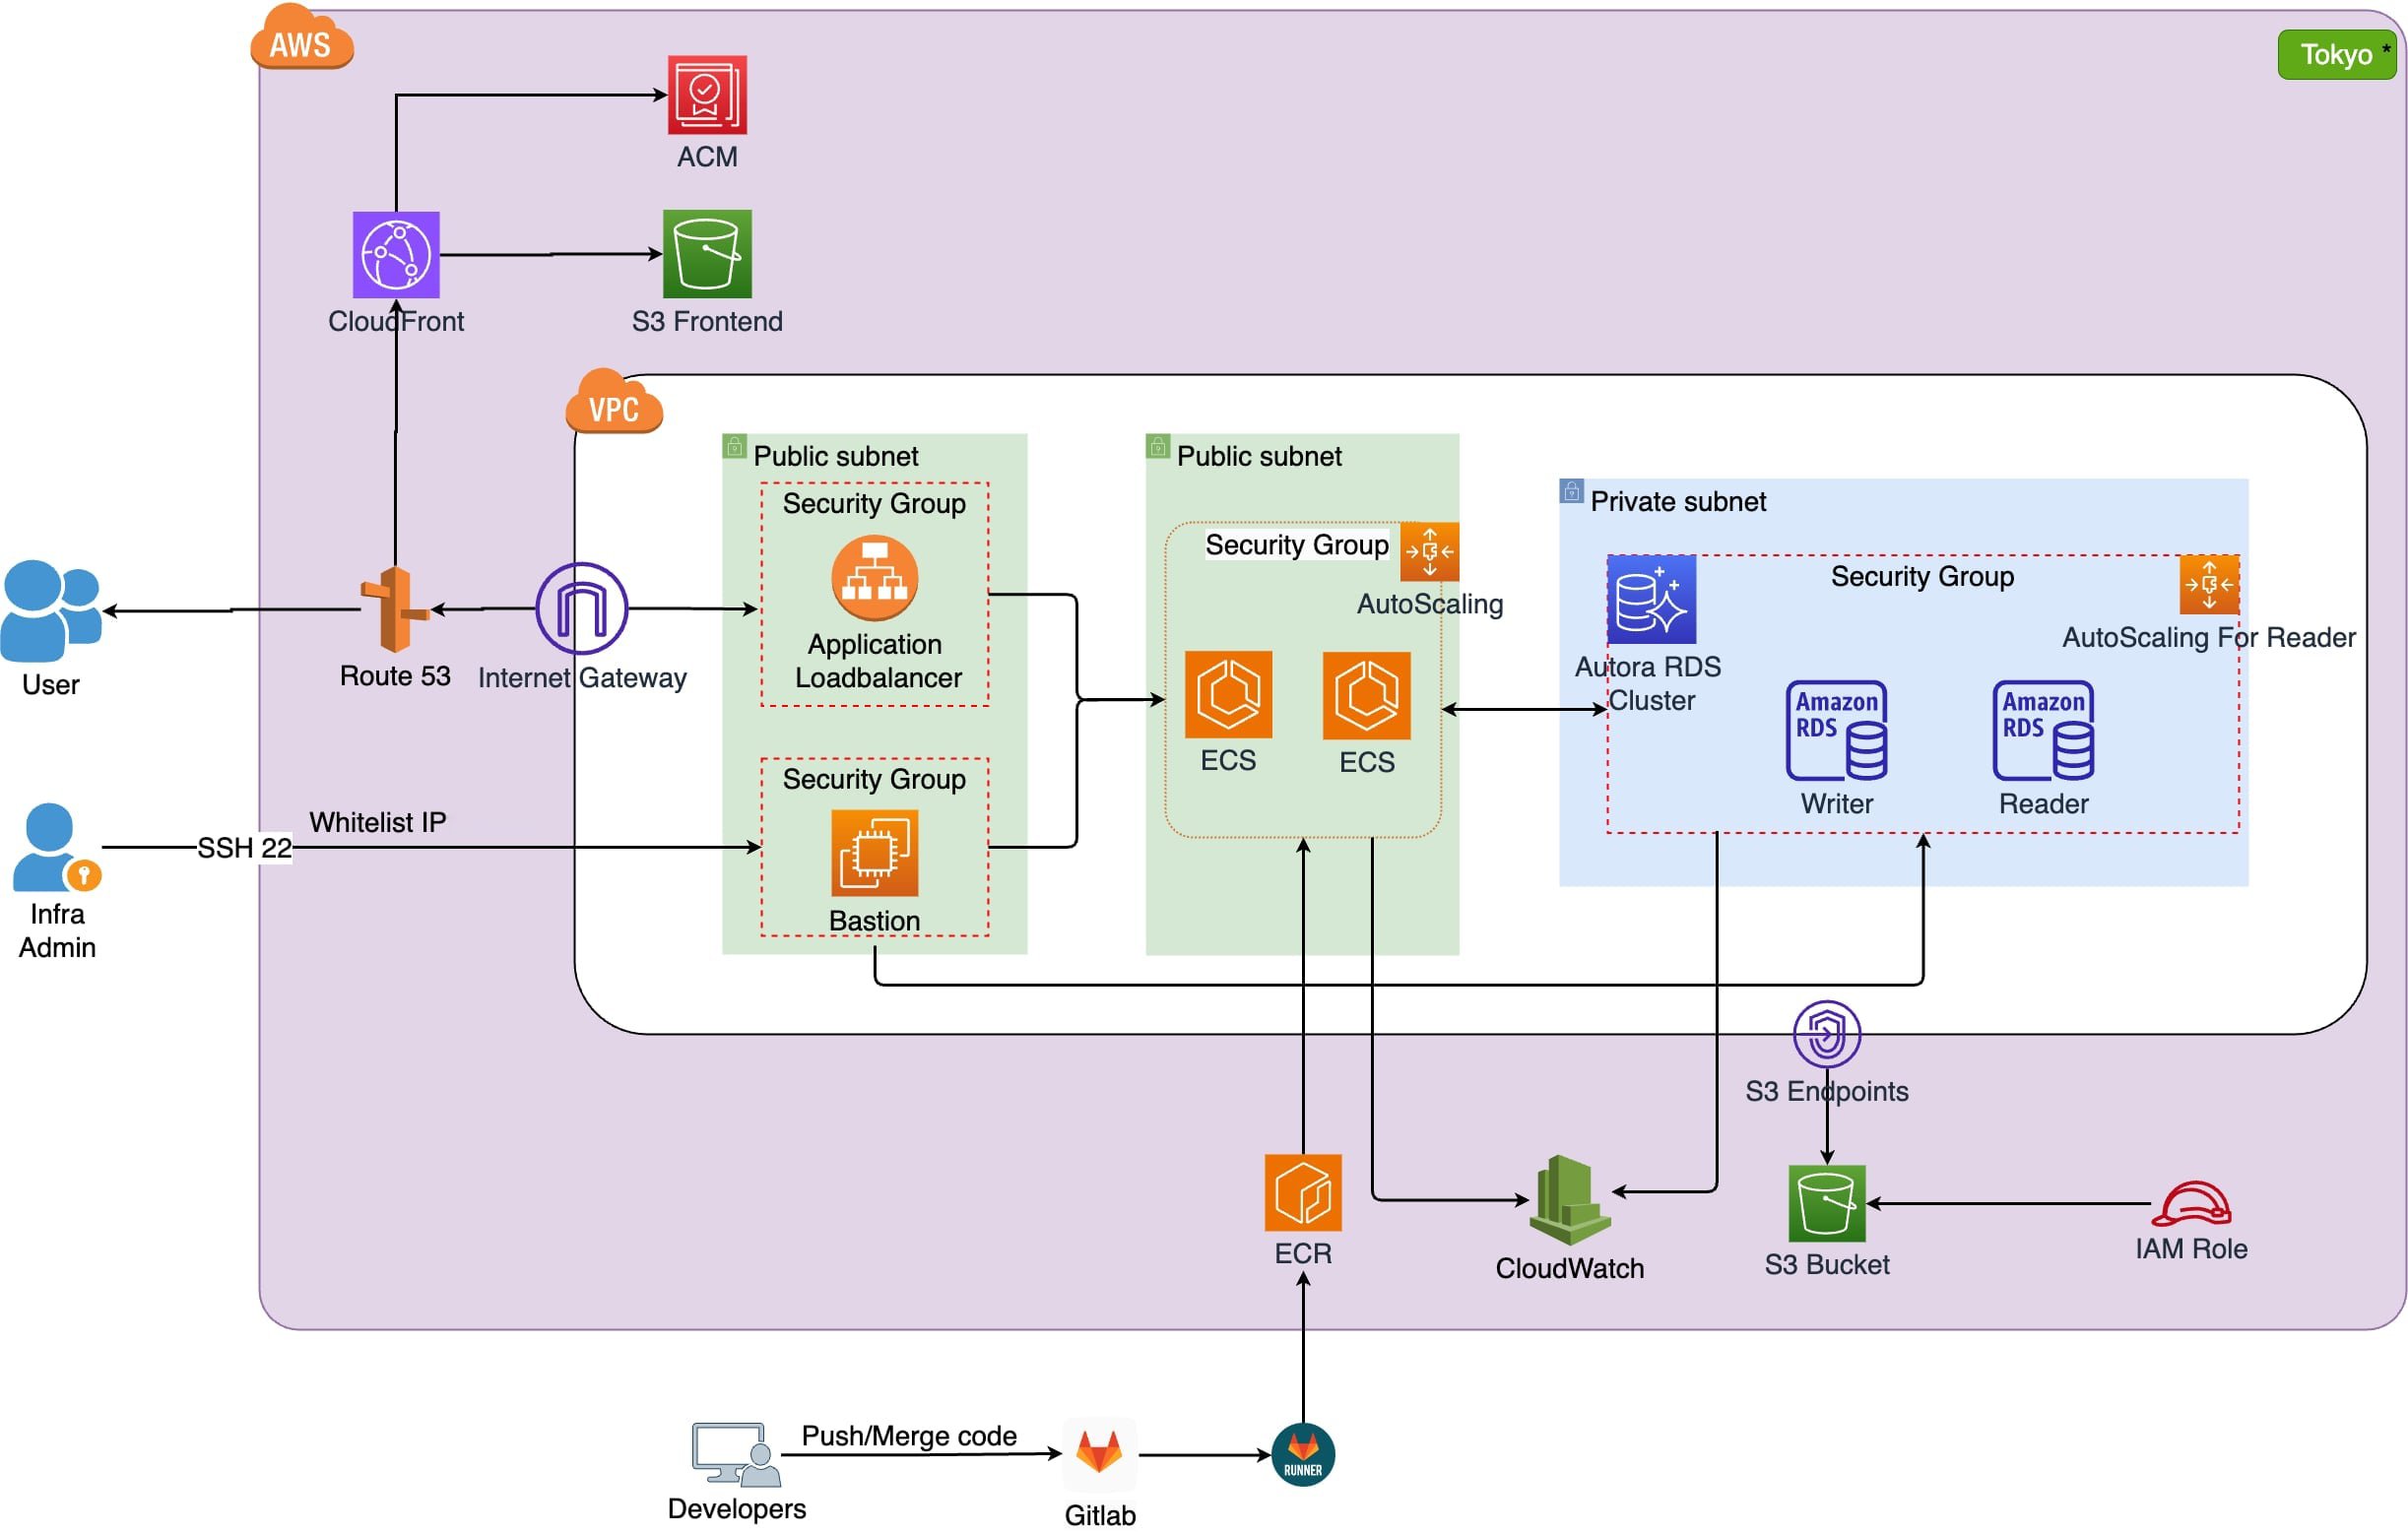 AWS
Tokyo *
ACM
CloudFront
S3 Frontend
VPC
Public subnet
Security Group
Application
Loadbalancer
Public subnet
Security Group
AutoScaling
ECS
ECS
Private subnet
Security Group
AutoScaling For Reader
Autora RDS
Cluster
Amazon
RDS
Writer
Amazon
RDS
Reader
User
Route 53
Internet Gateway
Security Group
Bastion
Whitelist IP
SSH 22
Infra
Admin
S3 Endpoints
ECR
CloudWatch
S3 Bucket
IAM Role
Developers
Push/Merge code
Gitlab
RUNNER